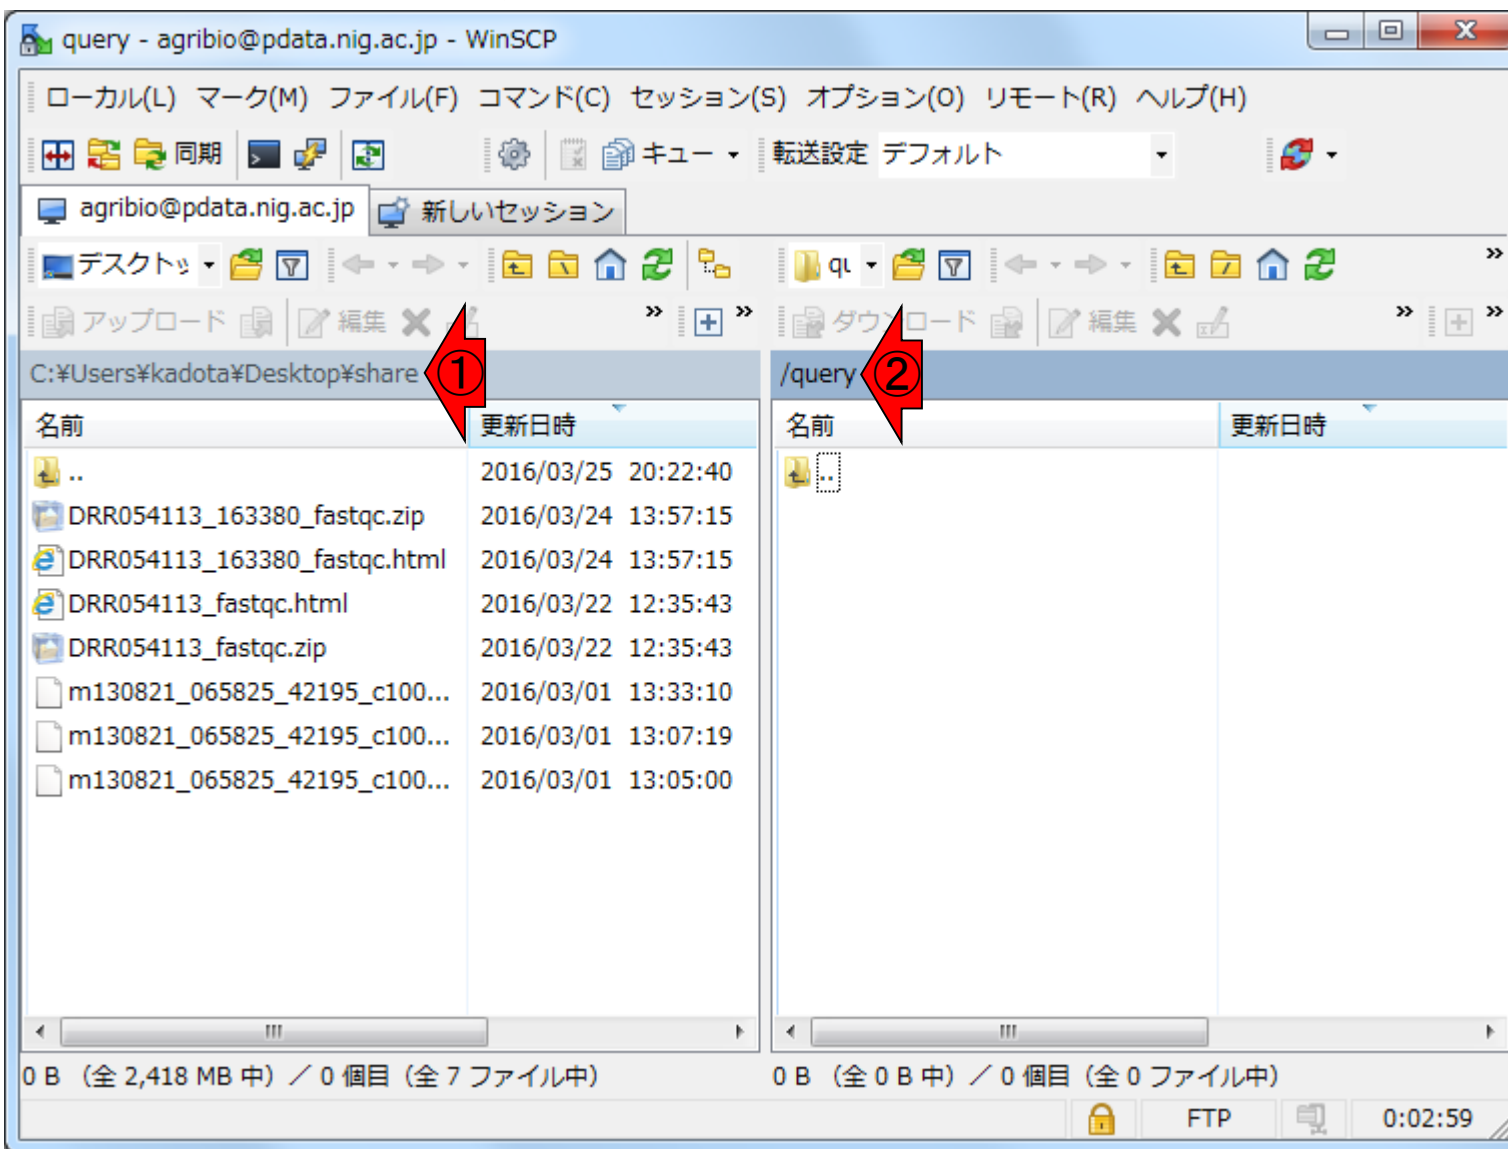 query - agribio@pdata.nig.ac.jp - WinSCP
ローカル(L) マーク(M) ファイル(F) コマンド(C) セッション(S) オプション(O) リモート(R) ヘルプ(H)
同期 キュー 転送設定 デフォルト
agribio@pdata.nig.ac.jp 新しいセッション
デスクトッ qu
アップロード 編集 » » ダウンロード 編集 » »
C:¥Users¥kadota¥Desktop¥share ① /query ②
名前 更新日時 名前 更新日時
.. 2016/03/25 20:22:40 ..
DRR054113_163380_fastqc.zip 2016/03/24 13:57:15
DRR054113_163380_fastqc.html 2016/03/24 13:57:15
DRR054113_fastqc.html 2016/03/22 12:35:43
DRR054113_fastqc.zip 2016/03/22 12:35:43
m130821_065825_42195_c100... 2016/03/01 13:33:10
m130821_065825_42195_c100... 2016/03/01 13:07:19
m130821_065825_42195_c100... 2016/03/01 13:05:00
0 B （全 2,418 MB 中）／ 0 個目（全 7 ファイル中） 0 B （全 0 B 中）／ 0 個目（全 0 ファイル中）
FTP 0:02:59